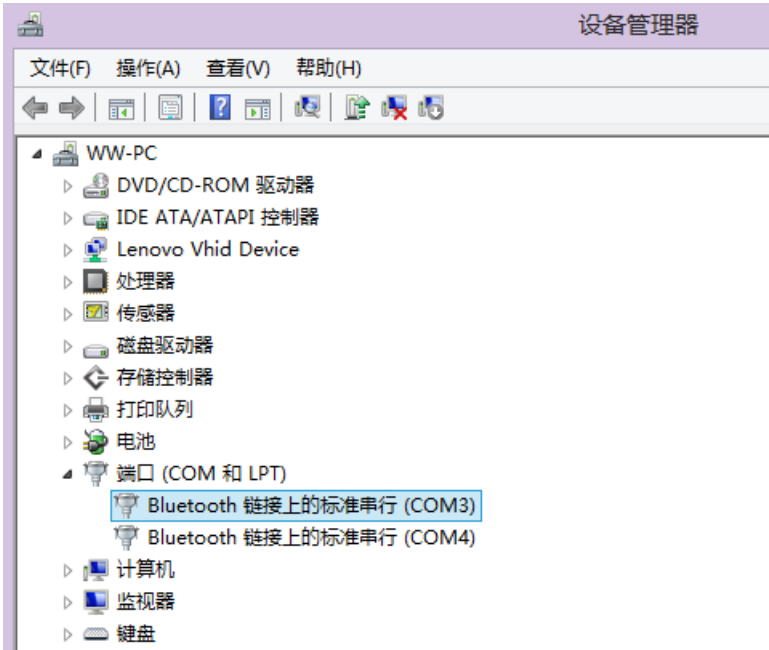 设备管理器
文件(F) 操作(A) 查看(V) 帮助(H)
WW-PC
DVD/CD-ROM 驱动器
IDE ATA/ATAPI 控制器
Lenovo Vhid Device
处理器
传感器
磁盘驱动器
存储控制器
打印队列
电池
端口 (COM 和 LPT)
Bluetooth 链接上的标准串行 (COM3)
Bluetooth 链接上的标准串行 (COM4)
计算机
监视器
键盘